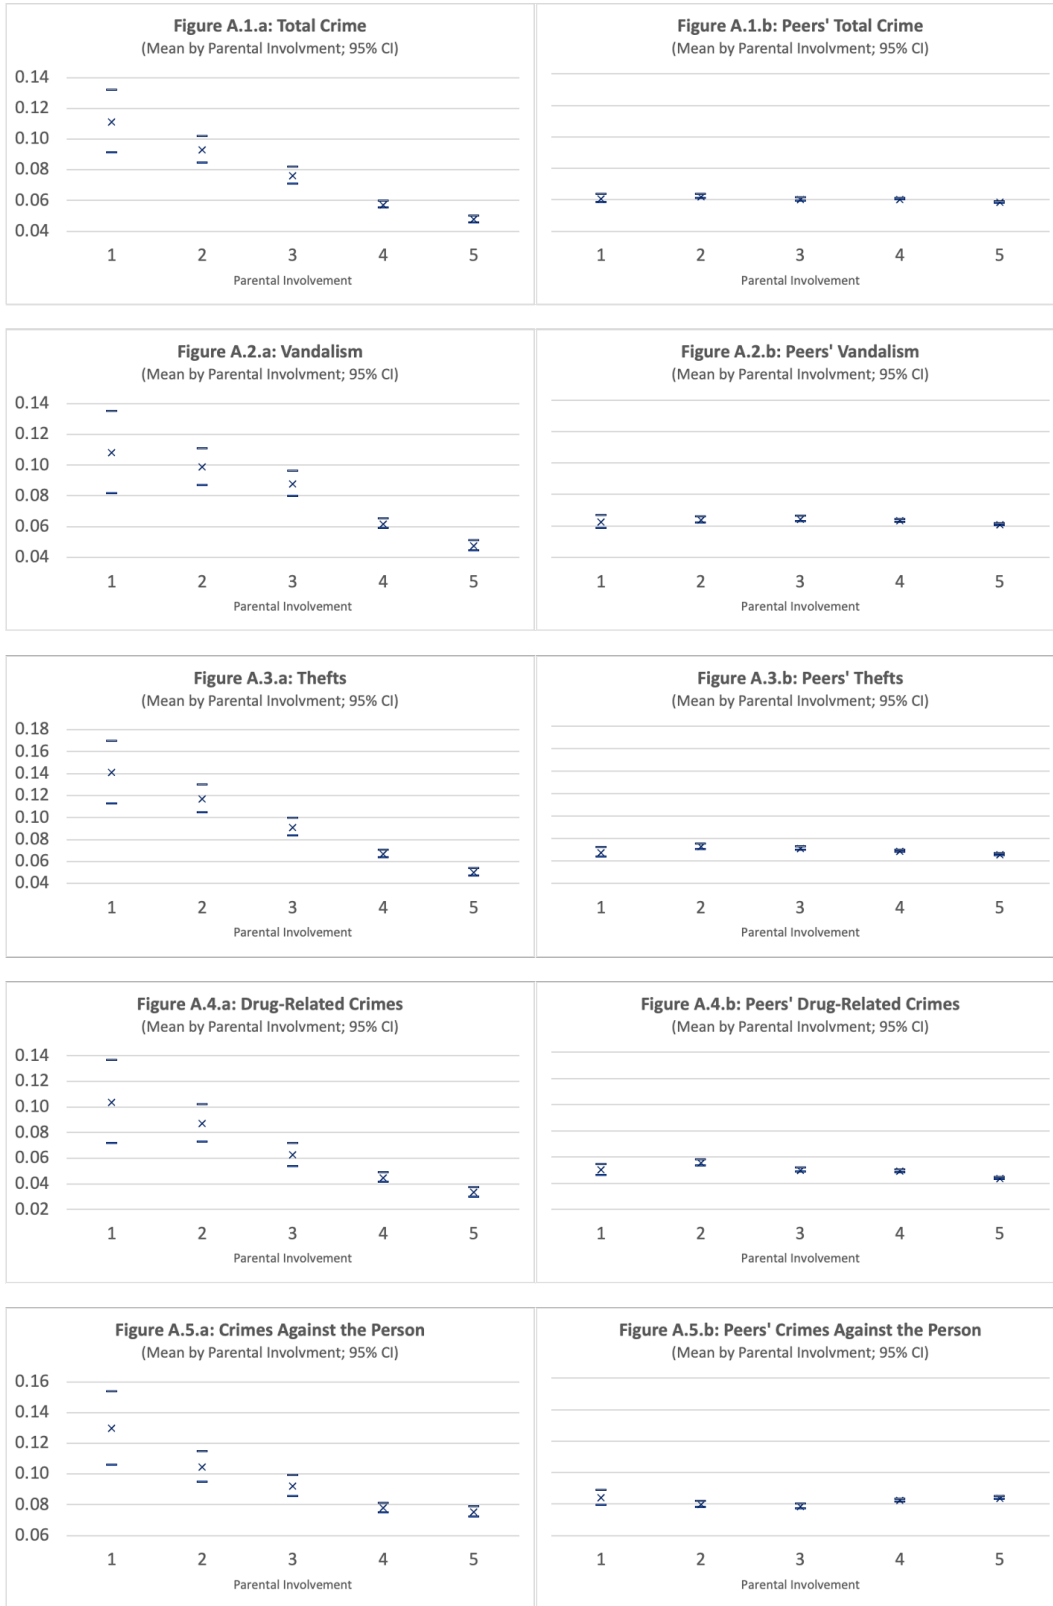 Figure A.1.a: Total Crime
(Mean by Parental Involvment; 95% CI)
0.14
0.12
0.10
0.08
0.06
0.04
1 2 3 4 5
Parental Involvement
Figure A.1.b: Peers' Total Crime
(Mean by Parental Involvment; 95% CI)
1 2 3 4 5
Parental Involvement
Figure A.2.a: Vandalism
(Mean by Parental Involvment; 95% CI)
0.14
0.12
0.10
0.08
0.06
0.04
1 2 3 4 5
Parental Involvement
Figure A.2.b: Peers' Vandalism
(Mean by Parental Involvment; 95% CI)
1 2 3 4 5
Parental Involvement
Figure A.3.a: Thefts
(Mean by Parental Involvment; 95% CI)
0.18
0.16
0.14
0.12
0.10
0.08
0.06
0.04
1 2 3 4 5
Parental Involvement
Figure A.3.b: Peers' Thefts
(Mean by Parental Involvment; 95% CI)
1 2 3 4 5
Parental Involvement
Figure A.4.a: Drug-Related Crimes
(Mean by Parental Involvment; 95% CI)
0.14
0.12
0.10
0.08
0.06
0.04
0.02
1 2 3 4 5
Parental Involvement
Figure A.4.b: Peers' Drug-Related Crimes
(Mean by Parental Involvment; 95% CI)
1 2 3 4 5
Parental Involvement
Figure A.5.a: Crimes Against the Person
(Mean by Parental Involvment; 95% CI)
0.16
0.14
0.12
0.10
0.08
0.06
1 2 3 4 5
Parental Involvement
Figure A.5.b: Peers' Crimes Against the Person
(Mean by Parental Involvment; 95% CI)
1 2 3 4 5
Parental Involvement